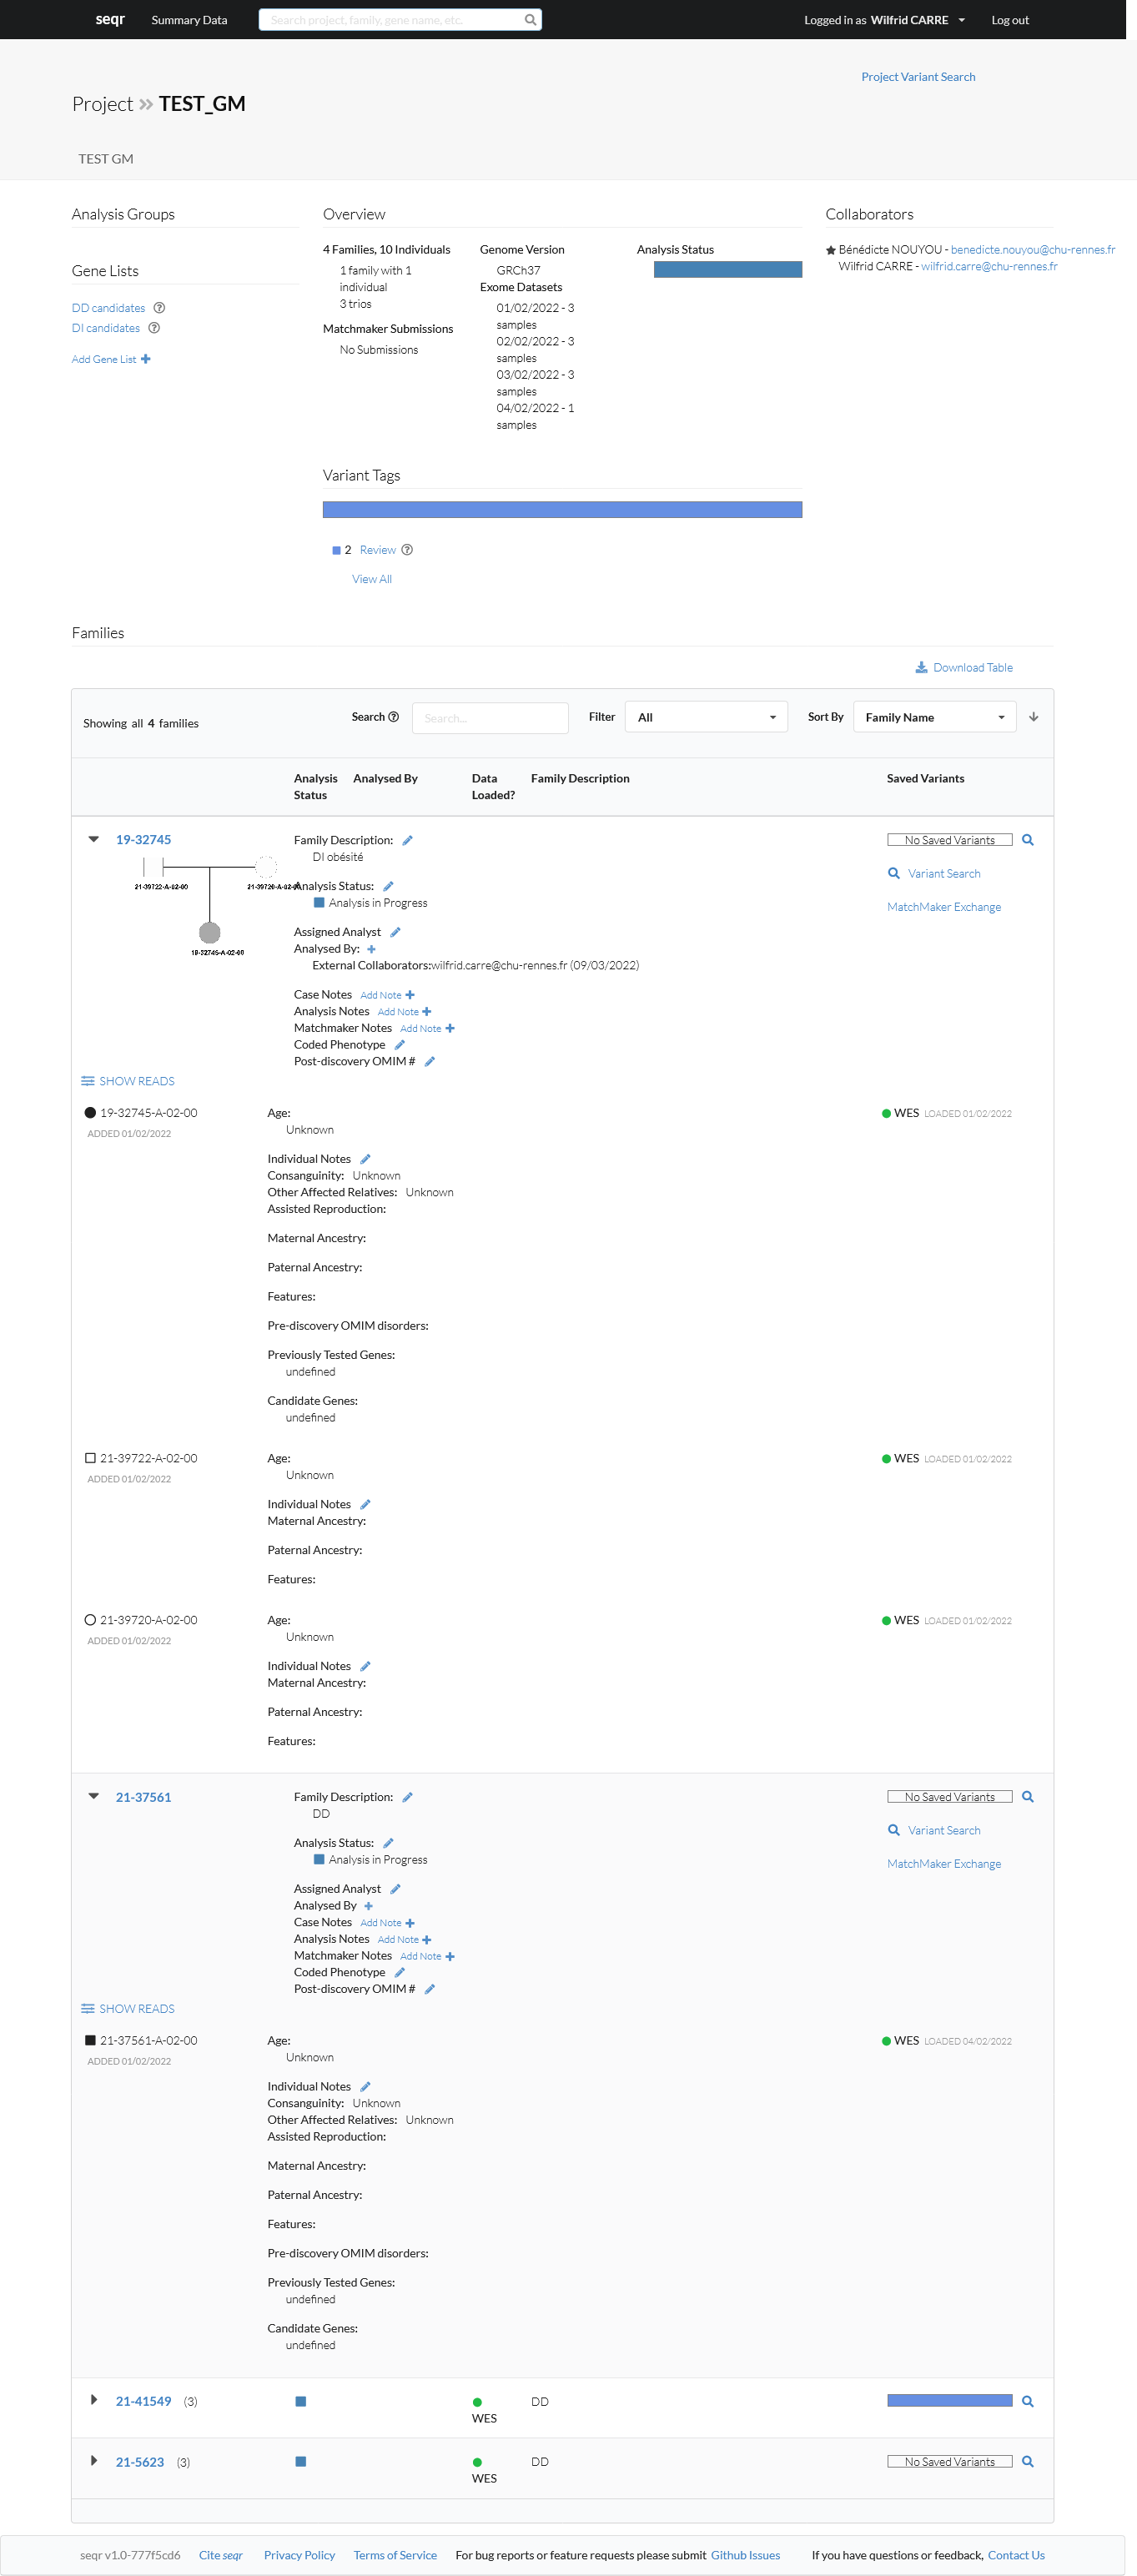 seqr Summary Data Search project, family, gene name, etc. Logged in as Wilfrid CARRE Log out
Project Variant Search
Project » TEST_GM
TEST GM
Analysis Groups
Gene Lists
DD candidates
DI candidates
Add Gene List
Overview
4 Families, 10 Individuals
1 family with 1
individual
3 trios
Matchmaker Submissions
No Submissions
Genome Version
GRCh37
Exome Datasets
01/02/2022 - 3
samples
02/02/2022 - 3
samples
03/02/2022 - 3
samples
04/02/2022 - 1
samples
Analysis Status
Collaborators
Bénédicte NOUYOU - benedicte.nouyou@chu-rennes.fr
Wilfrid CARRE - wilfrid.carre@chu-rennes.fr
Variant Tags
2 Review
View All
Families
Download Table
Showing all 4 families Search Search... Filter All Sort By Family Name
Analysis
Status
Analysed By
Data
Loaded?
Family Description
Saved Variants
19-32745
21-39722-A-02-00
21-39720-A-02-00
19-32745-A-02-00
Family Description:
DI obésité
Analysis Status:
Analysis in Progress
Assigned Analyst
Analysed By:
External Collaborators:wilfrid.carre@chu-rennes.fr (09/03/2022)
Case Notes Add Note
Analysis Notes Add Note
Matchmaker Notes Add Note
Coded Phenotype
Post-discovery OMIM #
No Saved Variants
Variant Search
MatchMaker Exchange
SHOW READS
19-32745-A-02-00
ADDED 01/02/2022
Age:
Unknown
Individual Notes
Consanguinity: Unknown
Other Affected Relatives: Unknown
Assisted Reproduction:
Maternal Ancestry:
Paternal Ancestry:
Features:
Pre-discovery OMIM disorders:
Previously Tested Genes:
undefined
Candidate Genes:
undefined
WES LOADED 01/02/2022
21-39722-A-02-00
ADDED 01/02/2022
Age:
Unknown
Individual Notes
Maternal Ancestry:
Paternal Ancestry:
Features:
WES LOADED 01/02/2022
21-39720-A-02-00
ADDED 01/02/2022
Age:
Unknown
Individual Notes
Maternal Ancestry:
Paternal Ancestry:
Features:
WES LOADED 01/02/2022
21-37561
Family Description:
DD
Analysis Status:
Analysis in Progress
Assigned Analyst
Analysed By
Case Notes Add Note
Analysis Notes Add Note
Matchmaker Notes Add Note
Coded Phenotype
Post-discovery OMIM #
No Saved Variants
Variant Search
MatchMaker Exchange
SHOW READS
21-37561-A-02-00
ADDED 01/02/2022
Age:
Unknown
Individual Notes
Consanguinity: Unknown
Other Affected Relatives: Unknown
Assisted Reproduction:
Maternal Ancestry:
Paternal Ancestry:
Features:
Pre-discovery OMIM disorders:
Previously Tested Genes:
undefined
Candidate Genes:
undefined
WES LOADED 04/02/2022
21-41549 (3) DD
WES
21-5623 (3) DD No Saved Variants
WES
seqr v1.0-777f5cd6 Cite seqr Privacy Policy Terms of Service For bug reports or feature requests please submit Github Issues If you have questions or feedback, Contact Us